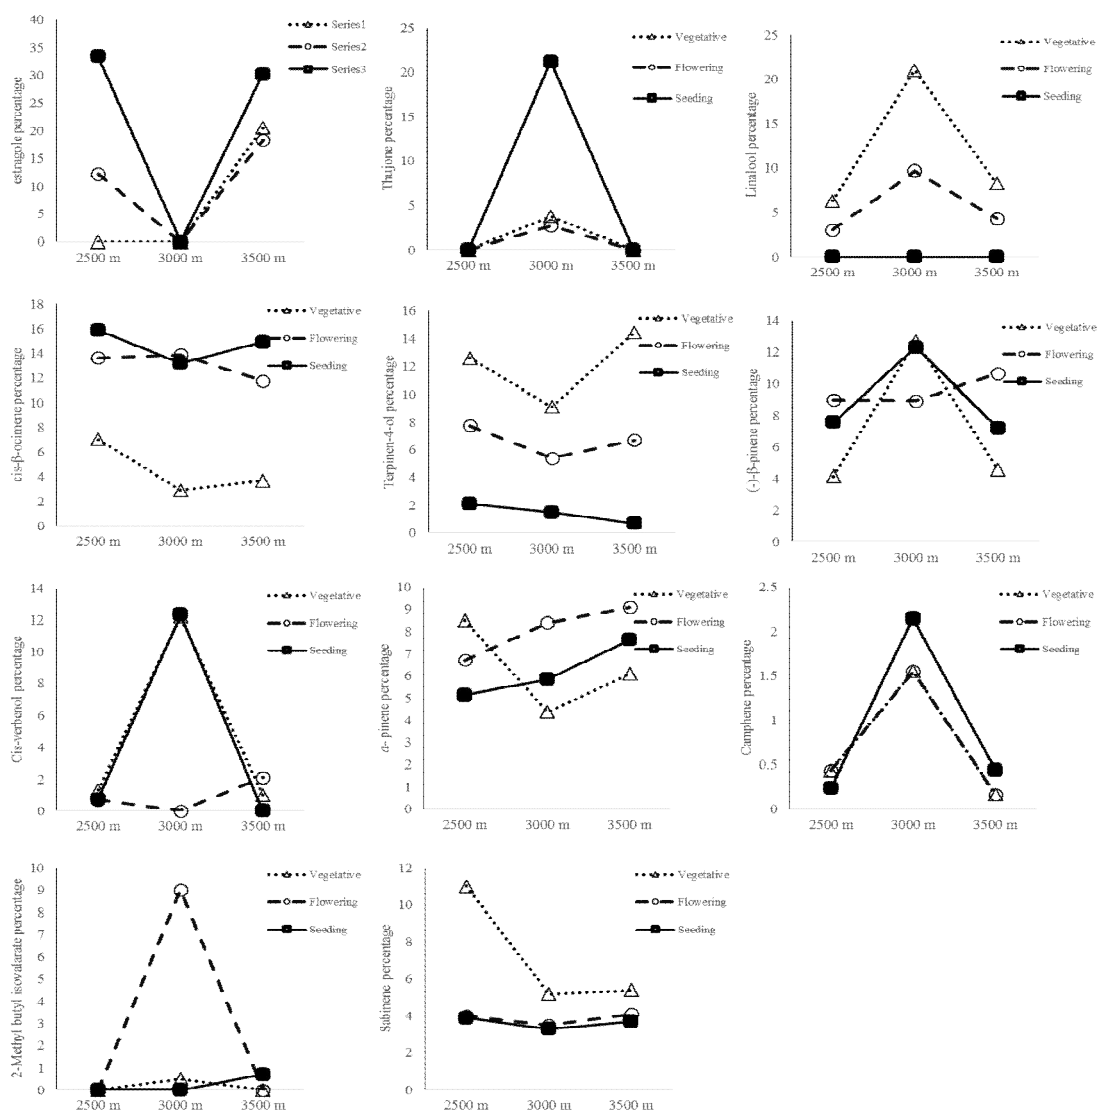 estragole percentage
40
35
30
25
20
15
10
5
0
2500 m 3000 m 3500 m
Series1
Series2
Series3
Thujone percentage
25
20
15
10
5
0
2500 m 3000 m 3500 m
Vegetative
Flowering
Seeding
Linalool percentage
25
20
15
10
5
0
2500 m 3000 m 3500 m
Vegetative
Flowering
Seeding
cis-β-ocimene percentage
18
16
14
12
10
8
6
4
2
0
2500 m 3000 m 3500 m
Vegetative
Flowering
Seeding
Terpinen-4-ol percentage
16
14
12
10
8
6
4
2
0
2500 m 3000 m 3500 m
Vegetative
Flowering
Seeding
(-)-β-pinene percentage
14
12
10
8
6
4
2
0
2500 m 3000 m 3500 m
Vegetative
Flowering
Seeding
Cis-verbenol percentage
14
12
10
8
6
4
2
0
2500 m 3000 m 3500 m
Vegetative
Flowering
Seeding
α- pinene percentage
10
9
8
7
6
5
4
3
2
1
0
2500 m 3000 m 3500 m
Vegetative
Flowering
Seeding
Camphene percentage
2.5
2
1.5
1
0.5
0
2500 m 3000 m 3500 m
Vegetative
Flowering
Seeding
2-Methyl butyl isovalarate percentage
10
9
8
7
6
5
4
3
2
1
0
2500 m 3000 m 3500 m
Vegetative
Flowering
Seeding
Sabinene percentage
12
10
8
6
4
2
0
2500 m 3000 m 3500 m
Vegetative
Flowering
Seeding